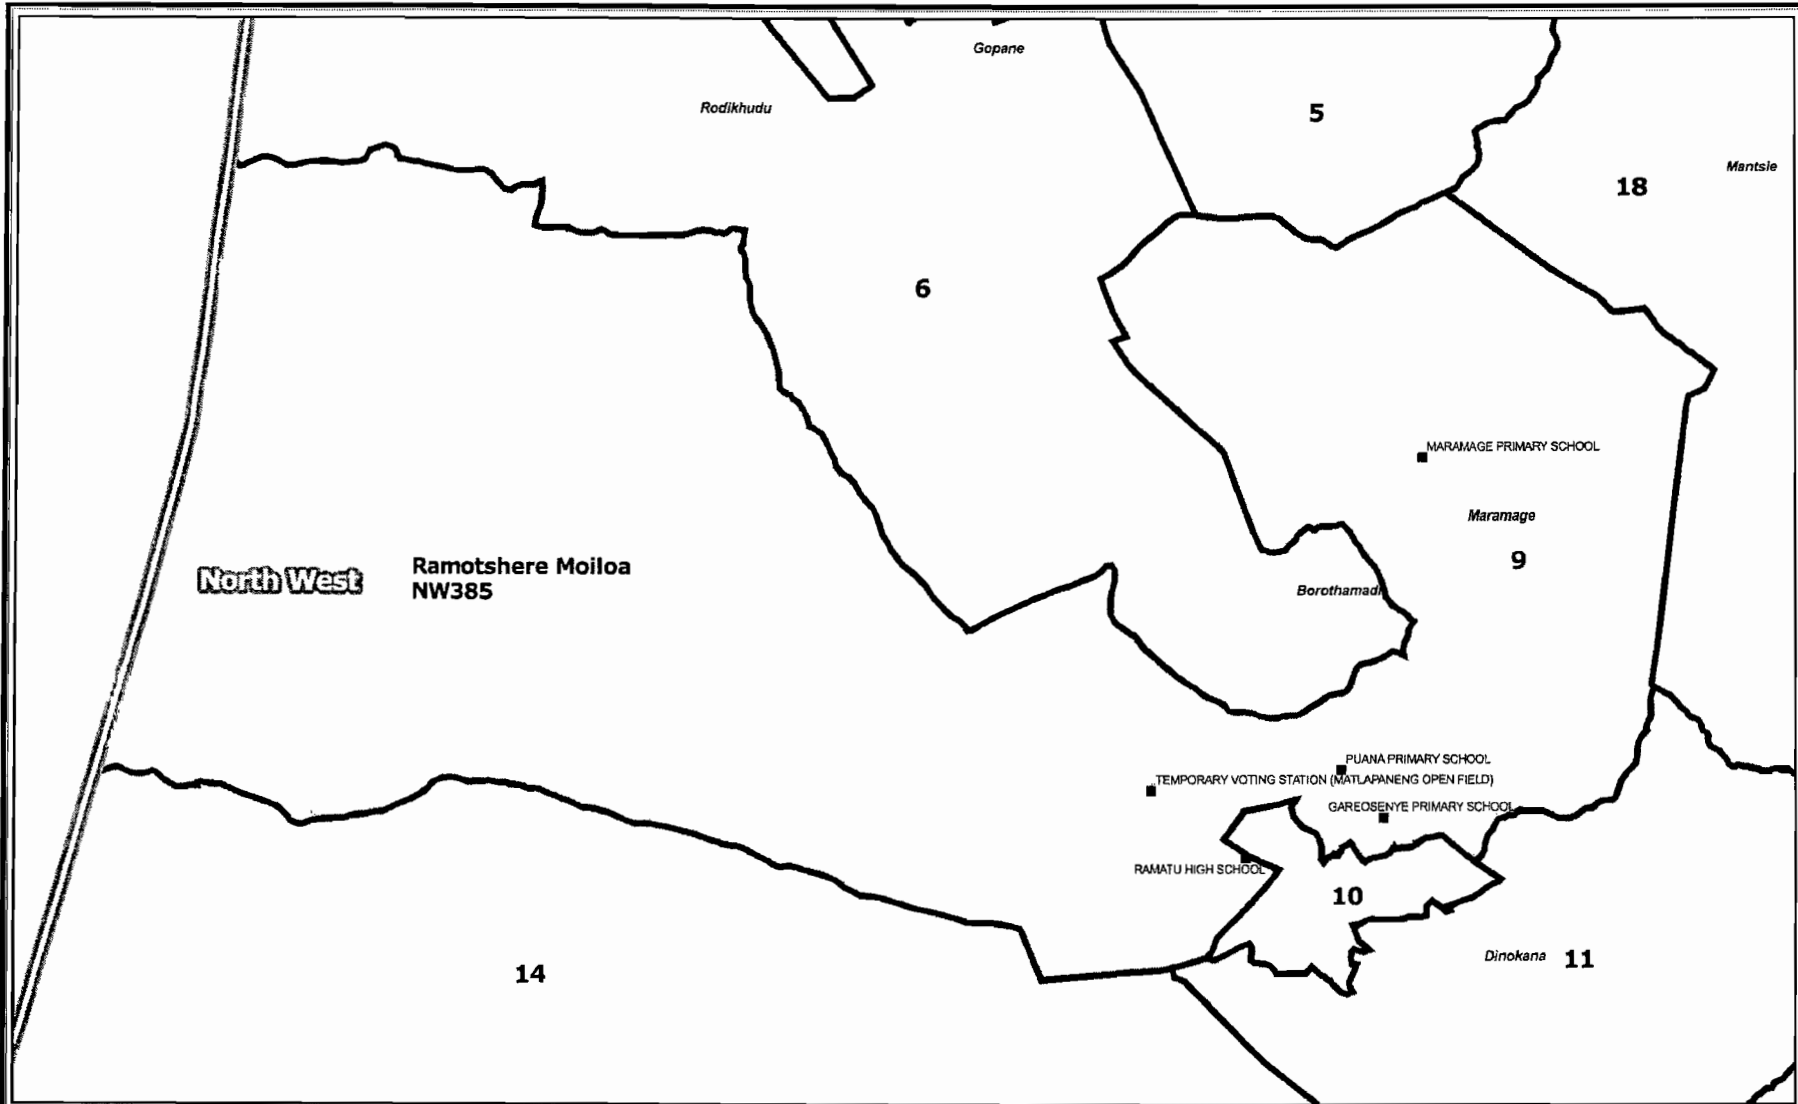 Gopane
Rodikhudu
5
Mantsie
18
6
MARAMAGE PRIMARY SCHOOL
Maramage
9
North West
Ramotshere Moiloa
NW385
Borothamadi
PUANA PRIMARY SCHOOL
TEMPORARY VOTING STATION (MATLAPANENG OPEN FIELD)
GAREOSENYE PRIMARY SCHOOL
RAMATU HIGH SCHOOL
10
Dinokana
11
14